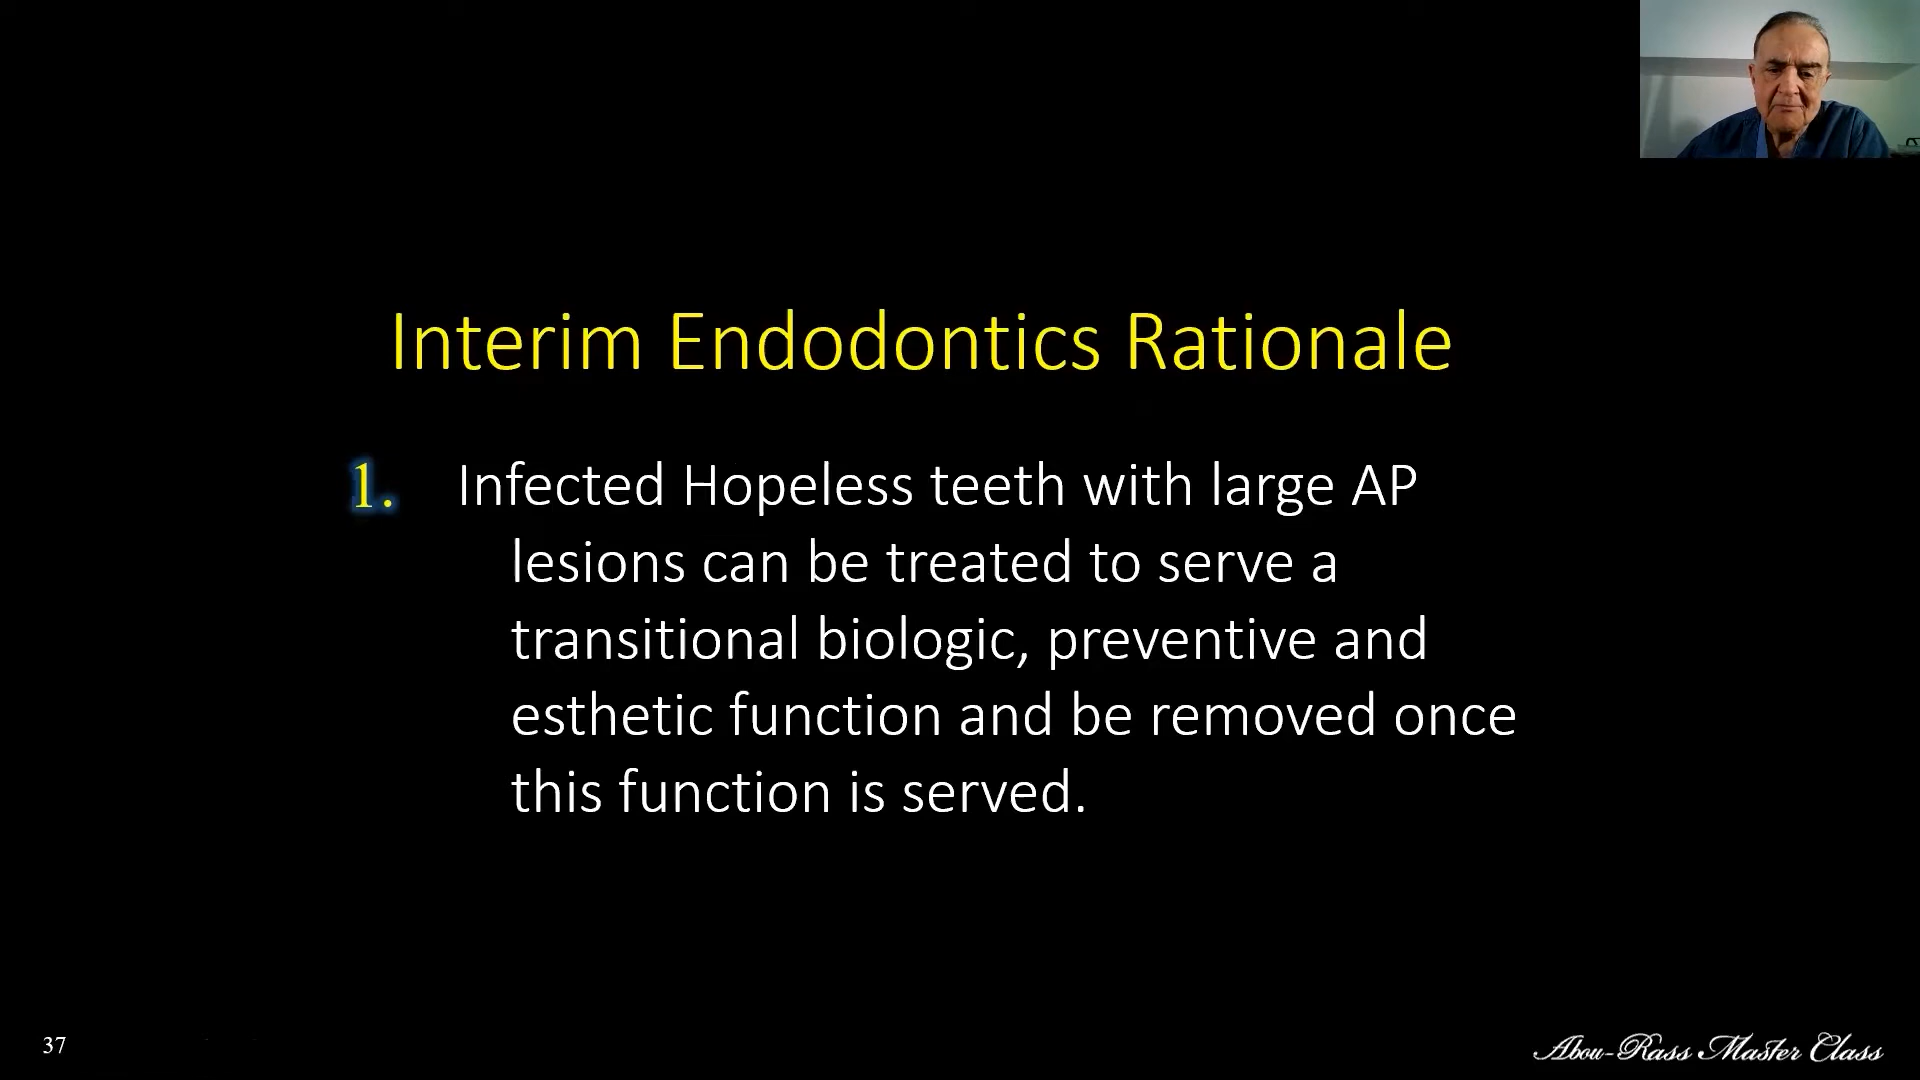 Interim Endodontics Rationale
1. Infected Hopeless teeth with large AP
lesions can be treated to serve a
transitional biologic, preventive and
esthetic function and be removed once
this function is served.
37
Abou-Rass Master Class